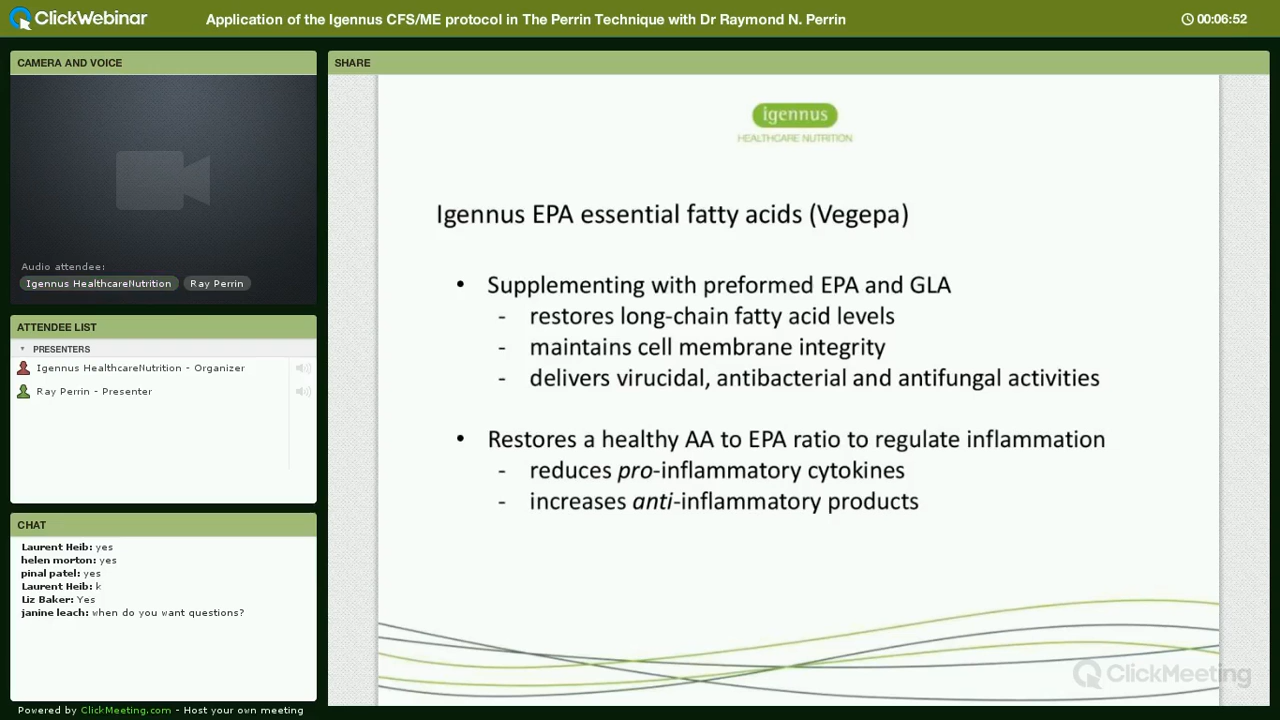 ClickWebinar
Application of the Igennus CFS/ME protocol in The Perrin Technique with Dr Raymond N. Perrin
00:06:52
CAMERA AND VOICE
Audio attendee:
Igennus HealthcareNutrition
Ray Perrin
ATTENDEE LIST
PRESENTERS
Igennus HealthcareNutrition - Organizer
Ray Perrin - Presenter
CHAT
Laurent Heib: yes
helen morton: yes
pinal patel: yes
Laurent Heib: k
Liz Baker: Yes
janine leach: when do you want questions?
Powered by ClickMeeting.com - Host your own meeting
SHARE
igennus
HEALTHCARE NUTRITION
Igennus EPA essential fatty acids (Vegepa)
• Supplementing with preformed EPA and GLA
- restores long-chain fatty acid levels
- maintains cell membrane integrity
- delivers virucidal, antibacterial and antifungal activities
• Restores a healthy AA to EPA ratio to regulate inflammation
- reduces pro-inflammatory cytokines
- increases anti-inflammatory products
ClickMeeting